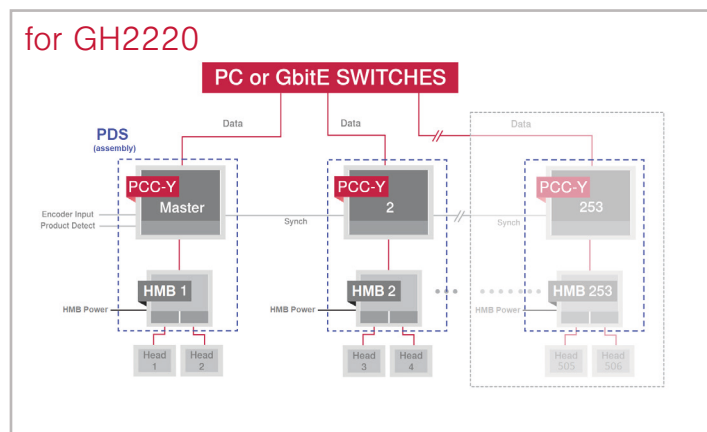 for GH2220
PC or GbitE SWITCHES
Data
Data
Data
PDS
(assembly)
PCC-Y
PCC-Y
PCC-Y
Master
2
253
Encoder Input
Product Detect
Synch
Synch
HMB 1
HMB 2
HMB 253
HMB Power
HMB Power
HMB Power
Head
1
Head
2
Head
3
Head
4
Head
505
Head
506